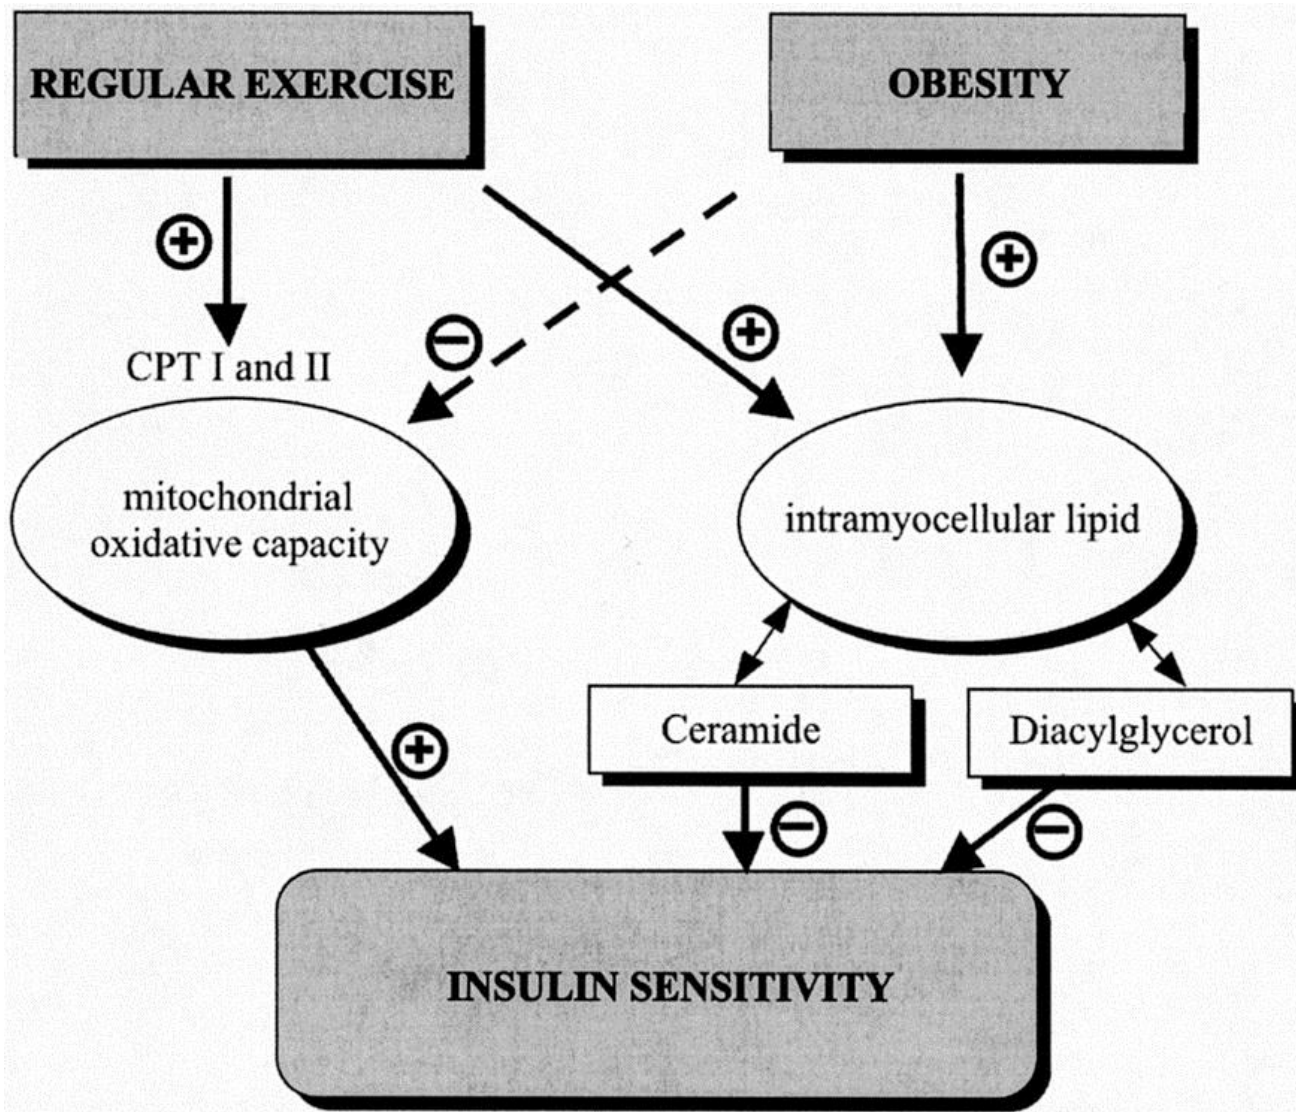 REGULAR EXERCISE
OBESITY
+
+
−
+
CPT I and II
mitochondrial
oxidative capacity
intramyocellular lipid
Ceramide
Diacylglycerol
+
−
−
INSULIN SENSITIVITY